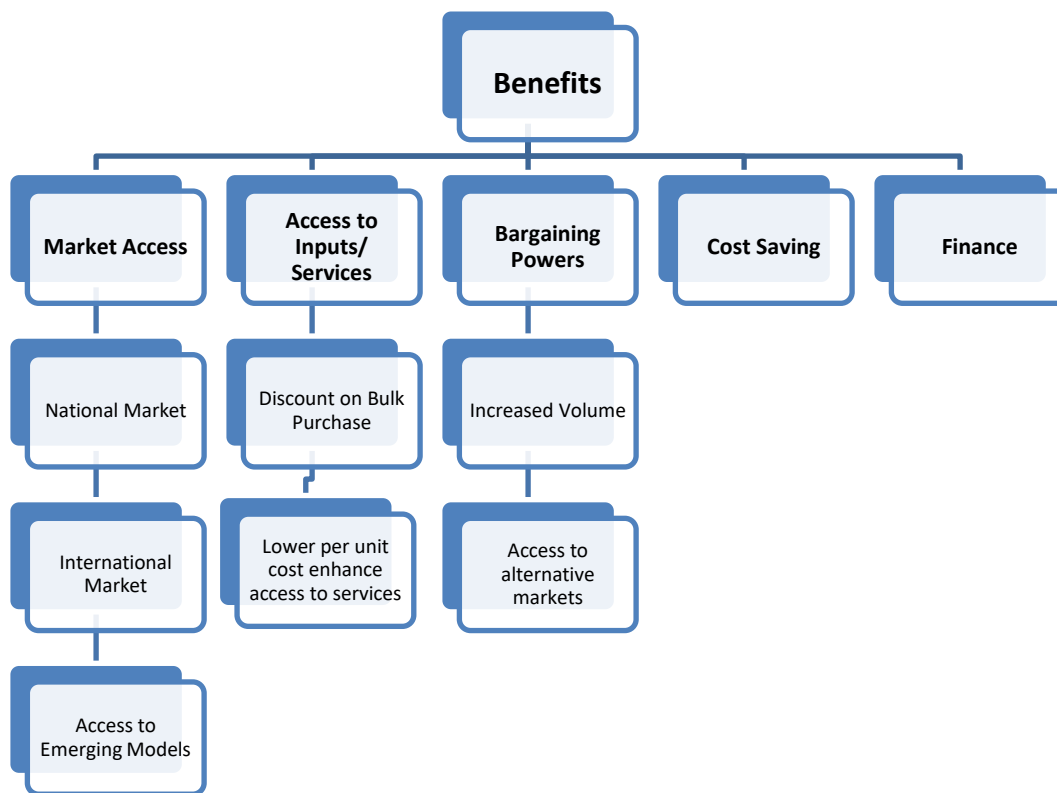 Benefits
Market Access
Access to
Inputs/
Services
Bargaining
Powers
Cost Saving
Finance
National Market
Discount on Bulk
Purchase
Increased Volume
International
Market
Lower per unit
cost enhance
access to services
Access to
alternative
markets
Access to
Emerging Models